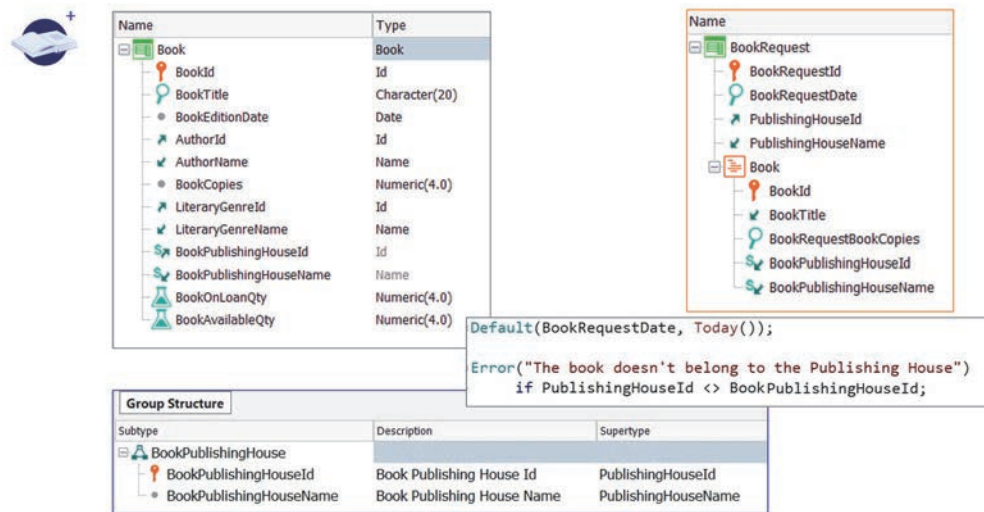 Name Type
Book Book
BookId Id
BookTitle Character(20)
BookEditionDate Date
AuthorId Id
AuthorName Name
BookCopies Numeric(4.0)
LiteraryGenreId Id
LiteraryGenreName Name
BookPublishingHouseId Id
BookPublishingHouseName Name
BookOnLoanQty Numeric(4.0)
BookAvailableQty Numeric(4.0)
Name
BookRequest
BookRequestId
BookRequestDate
PublishingHouseId
PublishingHouseName
Book
BookId
BookTitle
BookRequestBookCopies
BookPublishingHouseId
BookPublishingHouseName
Default(BookRequestDate, Today());
Error("The book doesn't belong to the Publishing House")
if PublishingHouseId <> BookPublishingHouseId;
Group Structure
Subtype Description Supertype
BookPublishingHouse
BookPublishingHouseId Book Publishing House Id PublishingHouseId
BookPublishingHouseName Book Publishing House Name PublishingHouseName